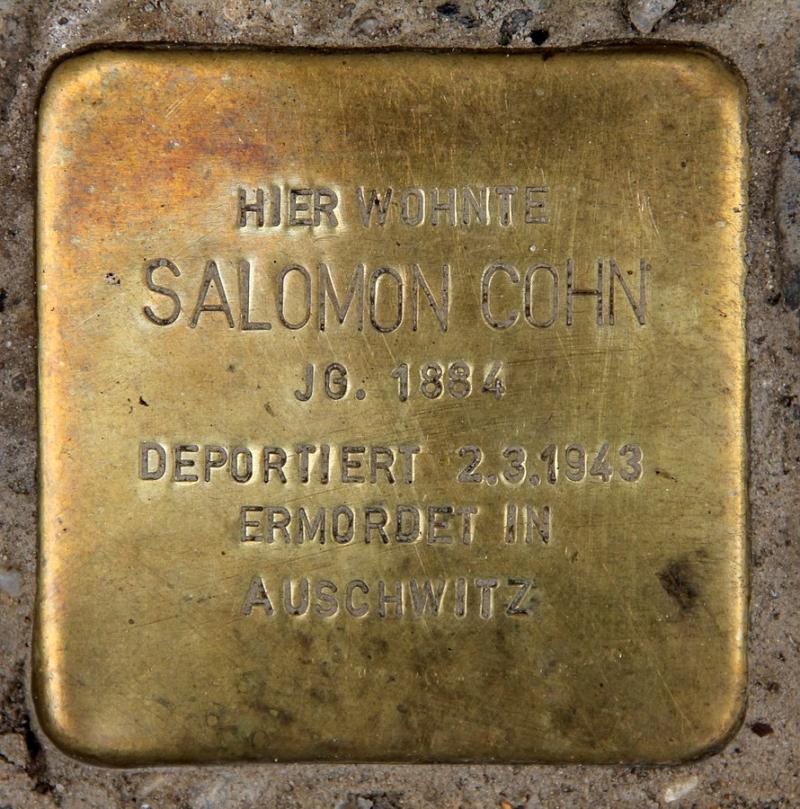 HIER WOHNTE
SALOMON COHN
JG. 1884
DEPORTIERT 2.3.1943
ERMORDET IN
AUSCHWITZ